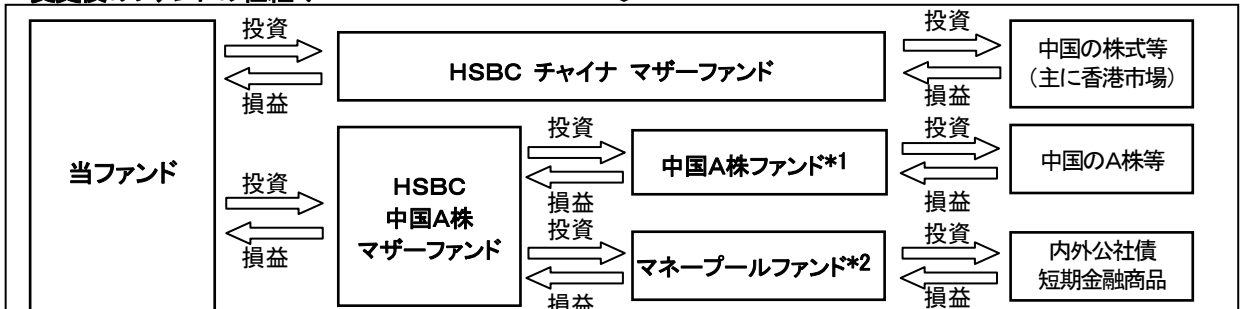 投資
損益
HSBC チャイナ マザーファンド
投資
損益
中国の株式等
(主に香港市場)
当ファンド
投資
損益
HSBC
中国A株
マザーファンド
投資
損益
中国A株ファンド*1
投資
損益
中国のA株等
投資
損益
マネープールファンド*2
投資
損益
内外公社債
短期金融商品